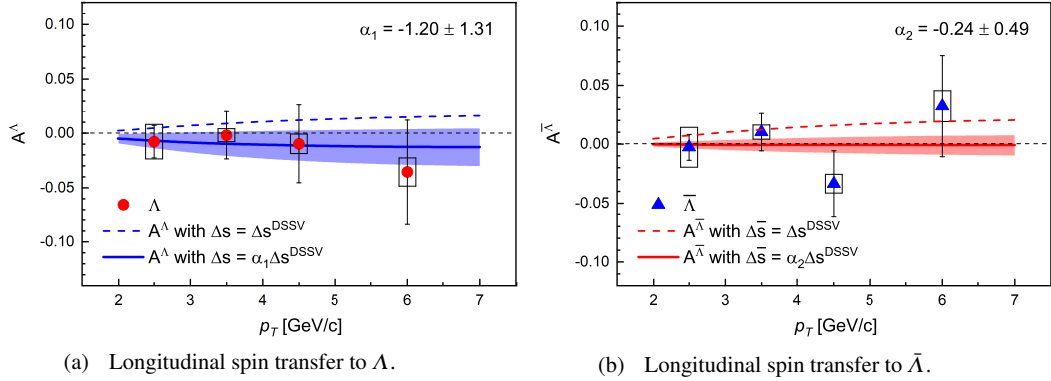 0.10
0.05
0.00
-0.05
-0.10
A^Λ
α₁ = -1.20 ± 1.31
Λ
A^Λ with Δs = Δs^DSSV
A^Λ with Δs = α₁Δs^DSSV
2 3 4 5 6 7
p_T [GeV/c]
(a) Longitudinal spin transfer to Λ.
0.10
0.05
0.00
-0.05
-0.10
A^Λ̅
α₂ = -0.24 ± 0.49
Λ̅
A^Λ̅ with Δs̅ = Δs^DSSV
A^Λ̅ with Δs̅ = α₂Δs^DSSV
2 3 4 5 6 7
p_T [GeV/c]
(b) Longitudinal spin transfer to Λ̅.